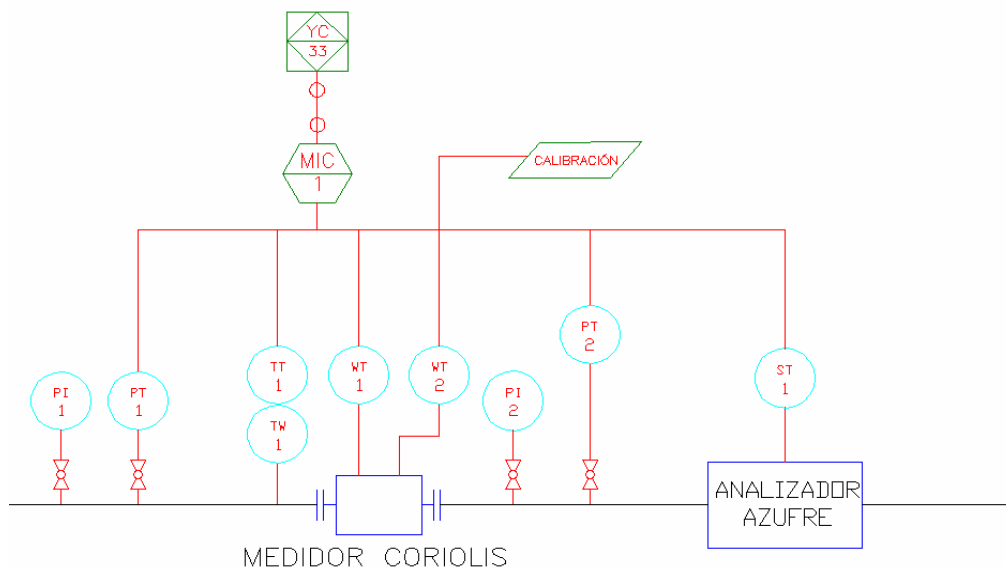 YC
33
MIC
1
CALIBRACIÓN
PT
2
TT
1
WT
1
WT
2
ST
1
PI
1
PT
1
PI
2
TW
1
ANALIZADOR
AZUFRE
MEDIDOR CORIOLIS